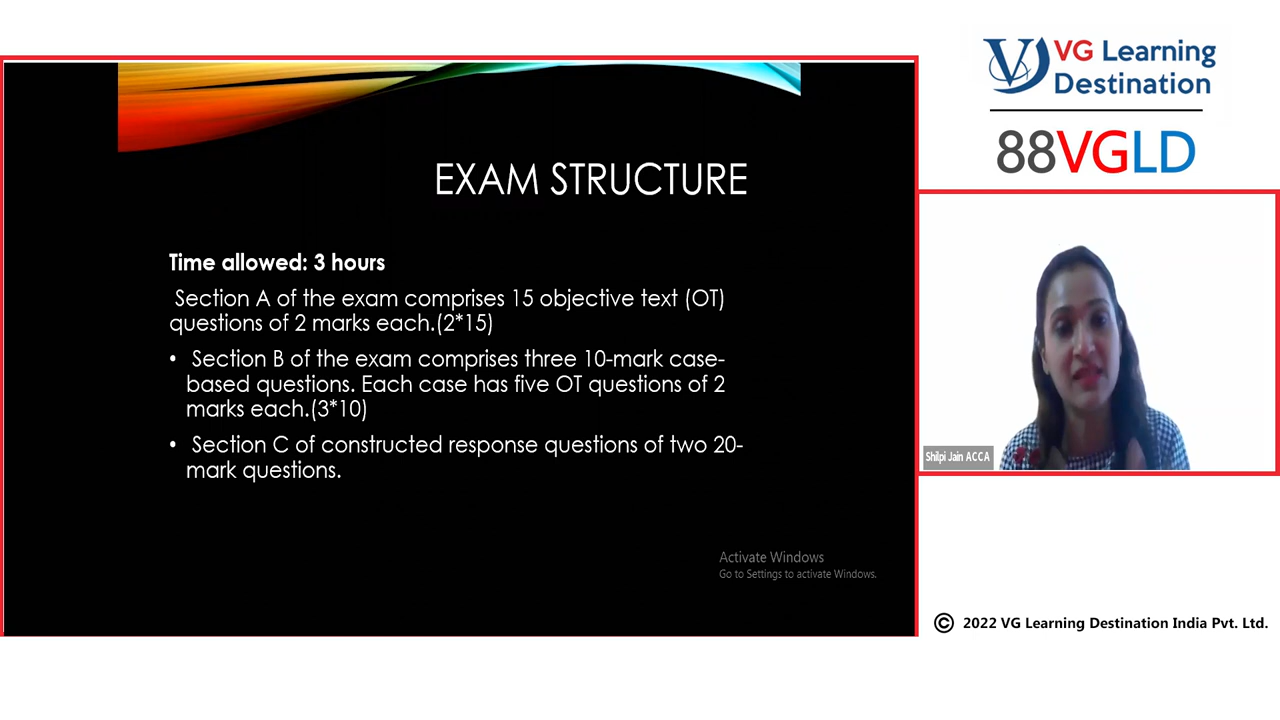 EXAM STRUCTURE
Time allowed: 3 hours
Section A of the exam comprises 15 objective text (OT)
questions of 2 marks each.(2*15)
• Section B of the exam comprises three 10-mark case-
based questions. Each case has five OT questions of 2
marks each.(3*10)
• Section C of constructed response questions of two 20-
mark questions.
Activate Windows
Go to Settings to activate Windows.
VG Learning
Destination
88VGLD
Shilpi Jain ACCA
© 2022 VG Learning Destination India Pvt. Ltd.